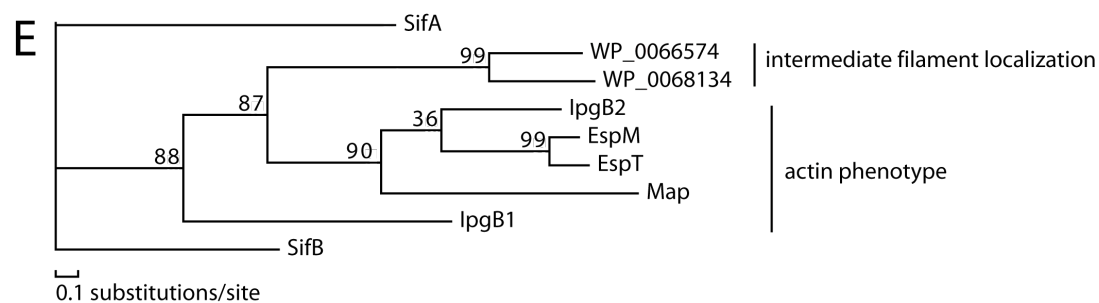 E
SifA
99
WP_0066574
WP_0068134
intermediate filament localization
87
36
IpgB2
99
EspM
EspT
90
88
Map
actin phenotype
IpgB1
SifB
0.1 substitutions/site